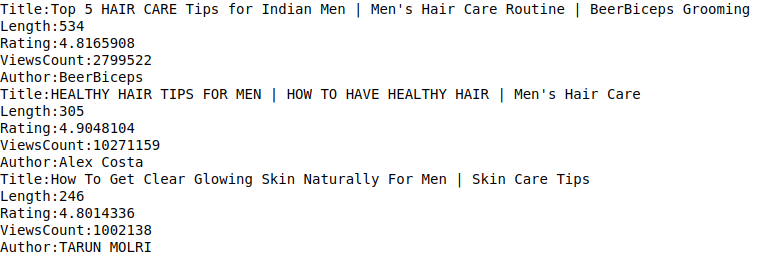 Title:Top 5 HAIR CARE Tips for Indian Men | Men's Hair Care Routine | BeerBiceps Grooming
Length:534
Rating:4.8165908
ViewsCount:2799522
Author:BeerBiceps
Title:HEALTHY HAIR TIPS FOR MEN | HOW TO HAVE HEALTHY HAIR | Men's Hair Care
Length:305
Rating:4.9048104
ViewsCount:10271159
Author:Alex Costa
Title:How To Get Clear Glowing Skin Naturally For Men | Skin Care Tips
Length:246
Rating:4.8014336
ViewsCount:1002138
Author:TARUN MOLRI